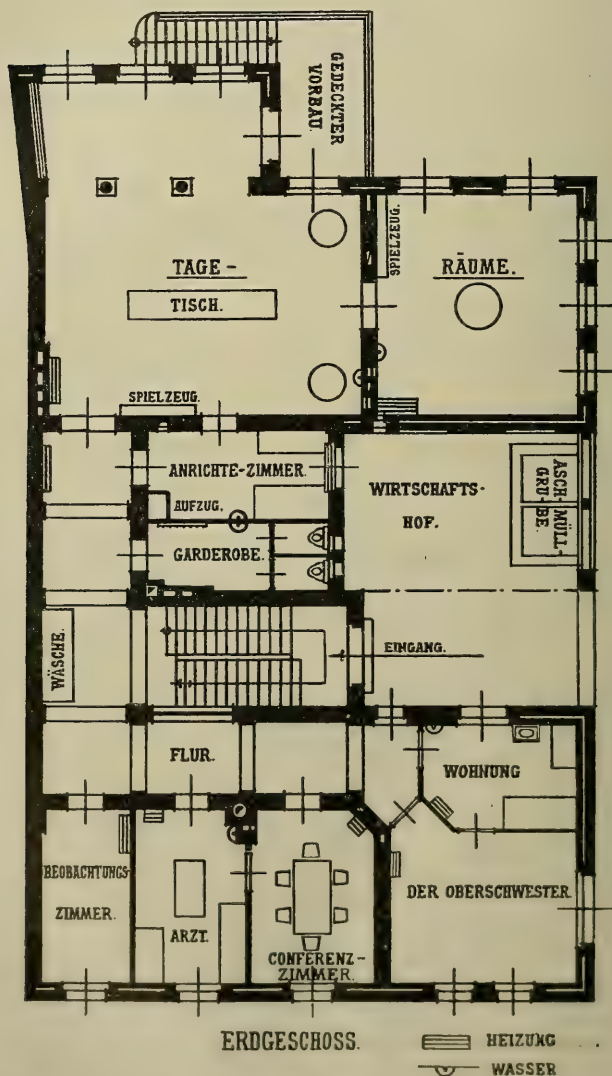 GEDECKTER
VORBAU.
TAGE-
TISCH.
SPIELZEUG.
RÄUME.
SPIELZEUG.
ANRICHTE-ZIMMER.
AUFZUG.
GARDEROBE.
WIRTSCHAFTS-
HOF.
ASCH-MÜLL-
GRUBE.
EINGANG.
WÄSCHE.
FLUR.
WOHNUNG
DER OBERSCHWESTER.
BEOBACHTUNGS-
ZIMMER.
ARZT.
CONFERENZ-
ZIMMER.
ERDGESCHOSS.
HEIZUNG
WASSER